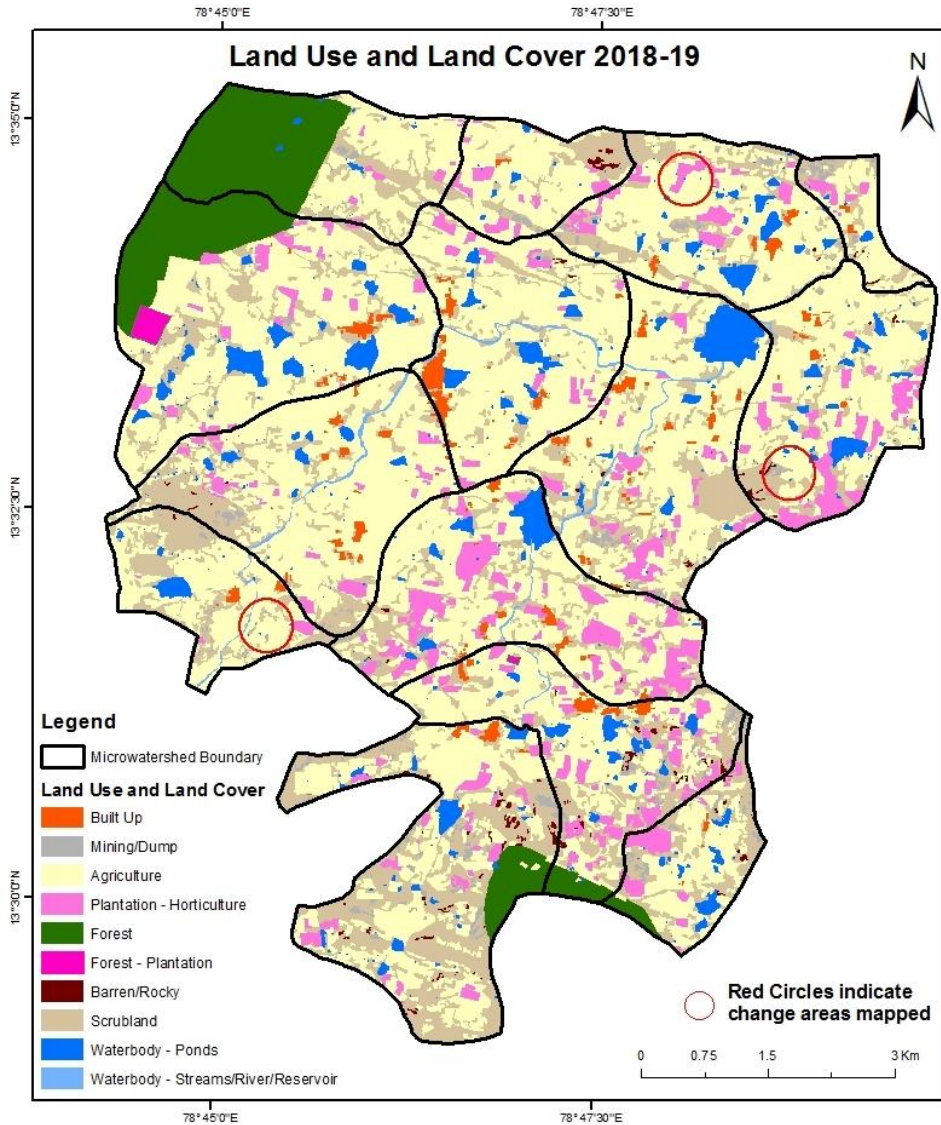 78°45'0"E
78°47'30"E
Land Use and Land Cover 2018-19
N
13°35'0"N
13°32'30"N
13°30'0"N
Legend
Microwatershed Boundary
Land Use and Land Cover
Built Up
Mining/Dump
Agriculture
Plantation - Horticulture
Forest
Forest - Plantation
Barren/Rocky
Scrubland
Waterbody - Ponds
Waterbody - Streams/River/Reservoir
Red Circles indicate
change areas mapped
0 0.75 1.5 3 Km
78°45'0"E
78°47'30"E